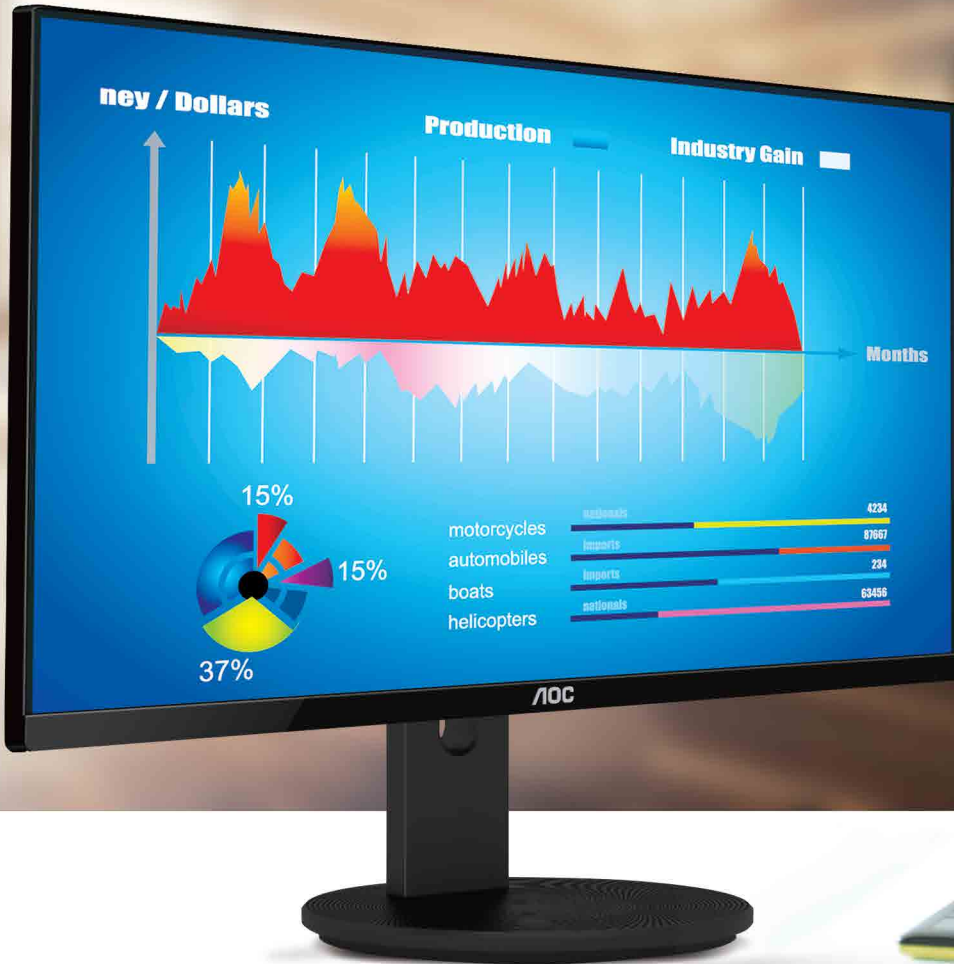 ney / Dollars
Production
Industry Gain
Months
15%
15%
37%
motorcycles
automobiles
boats
helicopters
nationals
4234
imports
87667
imports
234
nationals
63456
AOC